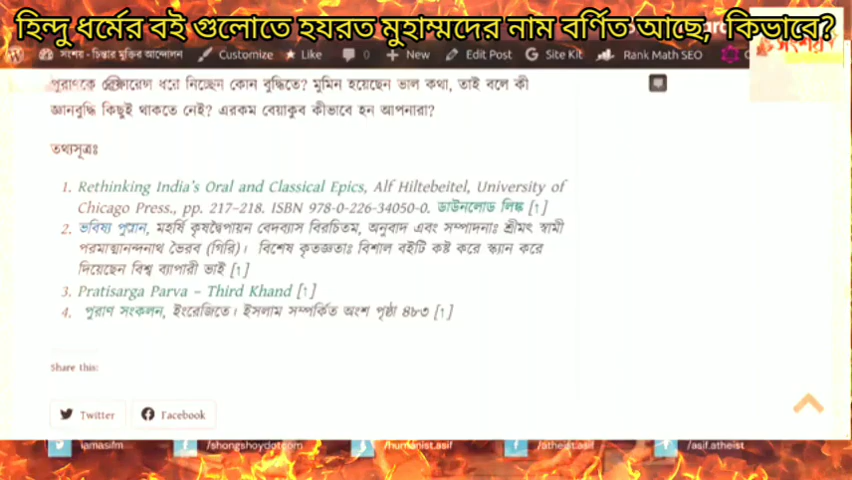 হিন্দু ধর্মের বই গুলোতে হযরত মুহাম্মদের নাম বর্ণিত আছে, কিভাবে?
সংশয় - চিন্তার মুক্তির আন্দোলন Customize Like 0 New Edit Post Site Kit Rank Math SEO
পুরাণকে রেফারেন্স ধরে নিচ্ছেন কোন বুদ্ধিতে? মুমিন হয়েছেন ভাল কথা, তাই বলে কী
জ্ঞানবুদ্ধি কিছুই থাকতে নেই? এরকম বেয়াকুব কীভাবে হন আপনারা?
তথ্যসূত্রঃ
1. Rethinking India's Oral and Classical Epics, Alf Hiltebeitel, University of
Chicago Press., pp. 217–218. ISBN 978-0-226-34050-0. ডাউনলোড লিঙ্ক [↑]
2. ভবিষ্য পুরান, মহর্ষি কৃষ্ণদ্বৈপায়ন বেদব্যাস বিরচিতম, অনুবাদ এবং সম্পাদনাঃ শ্রীমৎ স্বামী
পরমাত্মানন্দনাথ ভৈরব (গিরি)। বিশেষ কৃতজ্ঞতাঃ বিশাল বইটি কষ্ট করে স্ক্যান করে
দিয়েছেন বিশ্ব ব্যাপারী ভাই [↑]
3. Pratisarga Parva – Third Khand [↑]
4. পুরাণ সংকলন, ইংরেজিতে। ইসলাম সম্পর্কিত অংশ পৃষ্ঠা ৪৮৩ [↑]
Share this:
Twitter Facebook
iamasifm /shongshoydotcom /humanist.asif /atheist.asif /asif.atheist